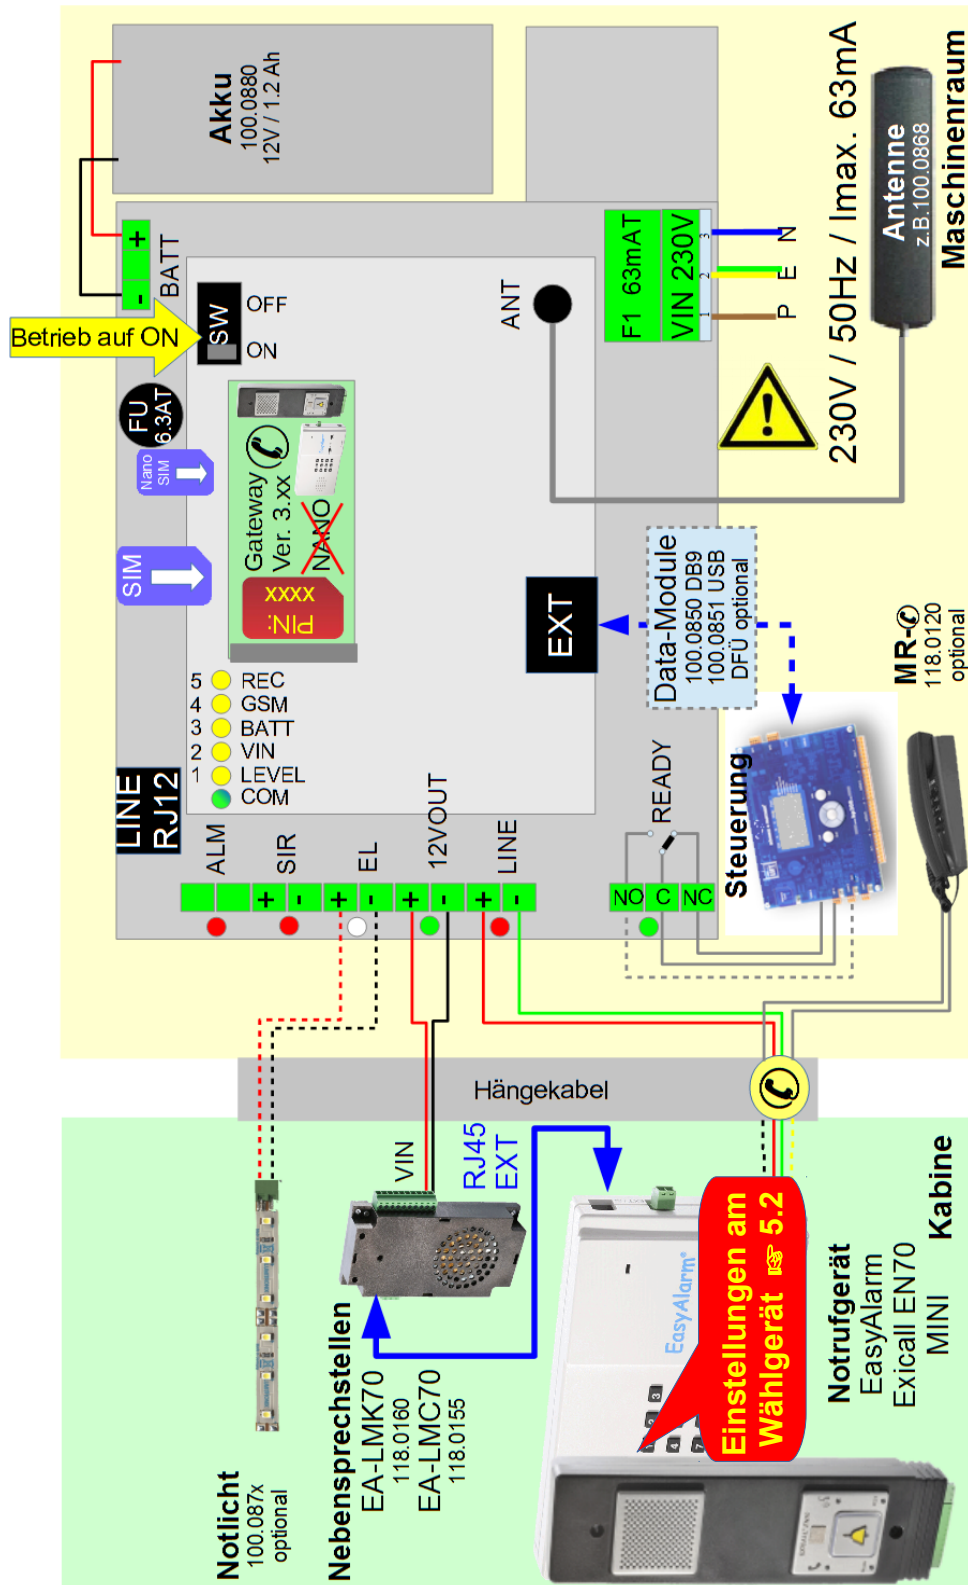 Akku
100.0880
12V / 1.2 Ah
- +
BATT
Betrieb auf ON
SW
OFF
ON
FU
6.3AT
Nano
SIM
SIM
Gateway
Ver. 3.xx
NANO
PIN:
xxxx
ANT
F1 63mAT
VIN 230V
1 2 3
P E N
230V / 50Hz / Imax. 63mA
Antenne
z.B.100.0868
Maschinenraum
5 REC
4 GSM
3 BATT
2 VIN
1 LEVEL
COM
LINE
RJ12
EXT
Data-Module
100.0850 DB9
100.0851 USB
DFÜ optional
ALM
+ SIR -
+ EL -
+ 12VOUT -
+ LINE -
READY
NO C NC
Steuerung
MR-✆
118.0120
optional
Hängekabel
VIN
RJ45
EXT
Notlicht
100.087x
optional
Nebensprechstellen
EA-LMK70
118.0160
EA-LMC70
118.0155
EasyAlarm®
Einstellungen am
Wählgerät ☞ 5.2
Notrufgerät
EasyAlarm
Exicall EN70
MINI
Kabine